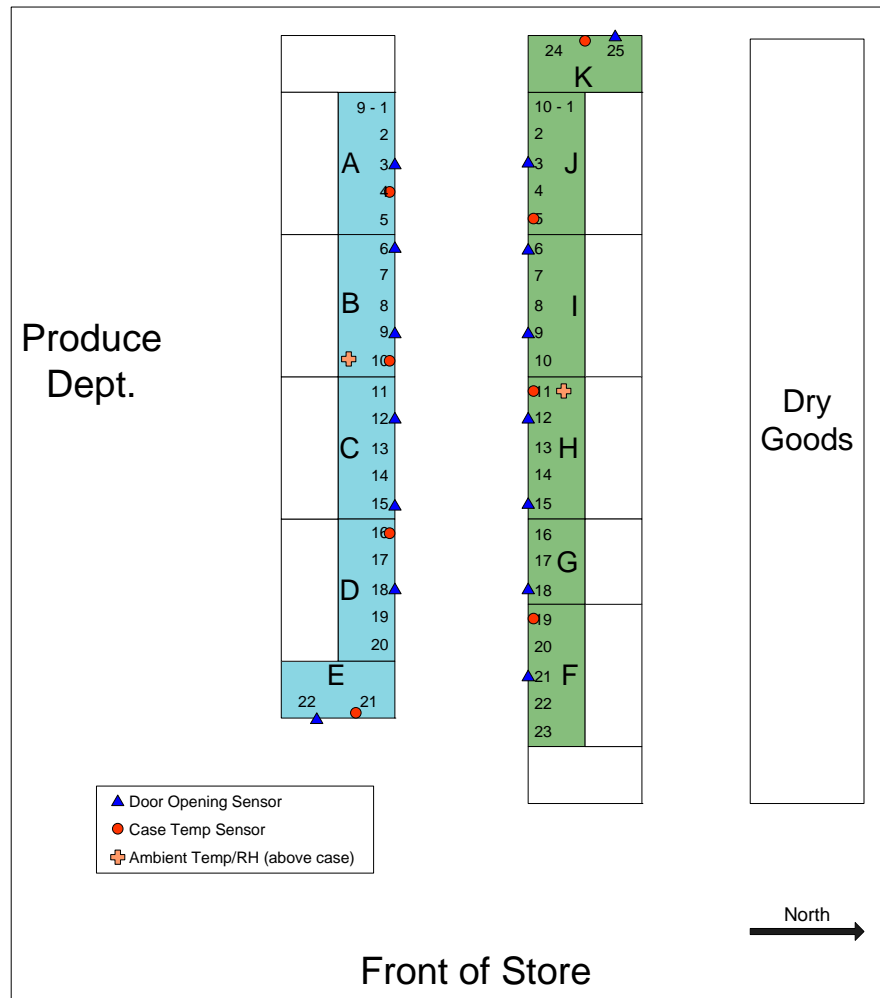 24 25
K
9 - 1
2
A
3
4
5
6
7
B
8
9
10
11
12
C
13
14
15
16
17
D
18
19
20
E
22 21
10 - 1
2
3 J
4
5
6
7
8 I
9
10
11
12
13 H
14
15
16
17 G
18
19
20
21 F
22
23
Produce
Dept.
Dry
Goods
Door Opening Sensor
Case Temp Sensor
Ambient Temp/RH (above case)
North
Front of Store